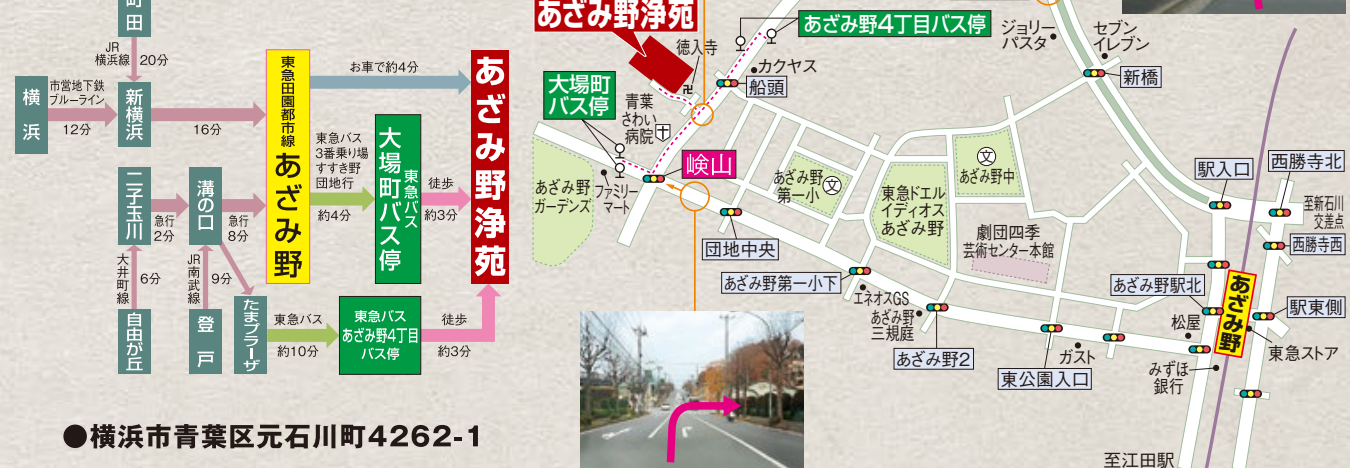 町田
JR
横浜線
20分
横浜
市営地下鉄
ブルーライン
12分
新横浜
16分
二子玉川
急行
2分
溝の口
急行
8分
大井町線
6分
自由が丘
JR
南武線
9分
登戸
たまプラーザ
東急田園都市線
あざみ野
お車で約4分
東急バス
3番乗り場
すすき野
団地行
約4分
東急バス
大場町バス停
徒歩
約3分
東急バス
約10分
東急バス
あざみ野4丁目
バス停
徒歩
約3分
あざみ野浄苑
●横浜市青葉区元石川町4262-1
あざみ野浄苑
徳入寺
卍
あざみ野4丁目バス停
カクヤス
船頭
大場町
バス停
青葉
さわい
病院
嶮山
あざみ野
ガーデンズ
ファミリー
マート
あざみ野
第一小
文
団地中央
あざみ野第一小下
エネオスGS
あざみ野
三規庭
あざみ野2
東急ドエル
イディオス
あざみ野
文
あざみ野中
劇団四季
芸術センター本館
ジョリー
パスタ
セブン
イレブン
新橋
駅入口
西勝寺北
至新石川
交差点
西勝寺西
あざみ野駅北
あざみ野
駅東側
松屋
東急ストア
みずほ
銀行
ガスト
東公園入口
至江田駅